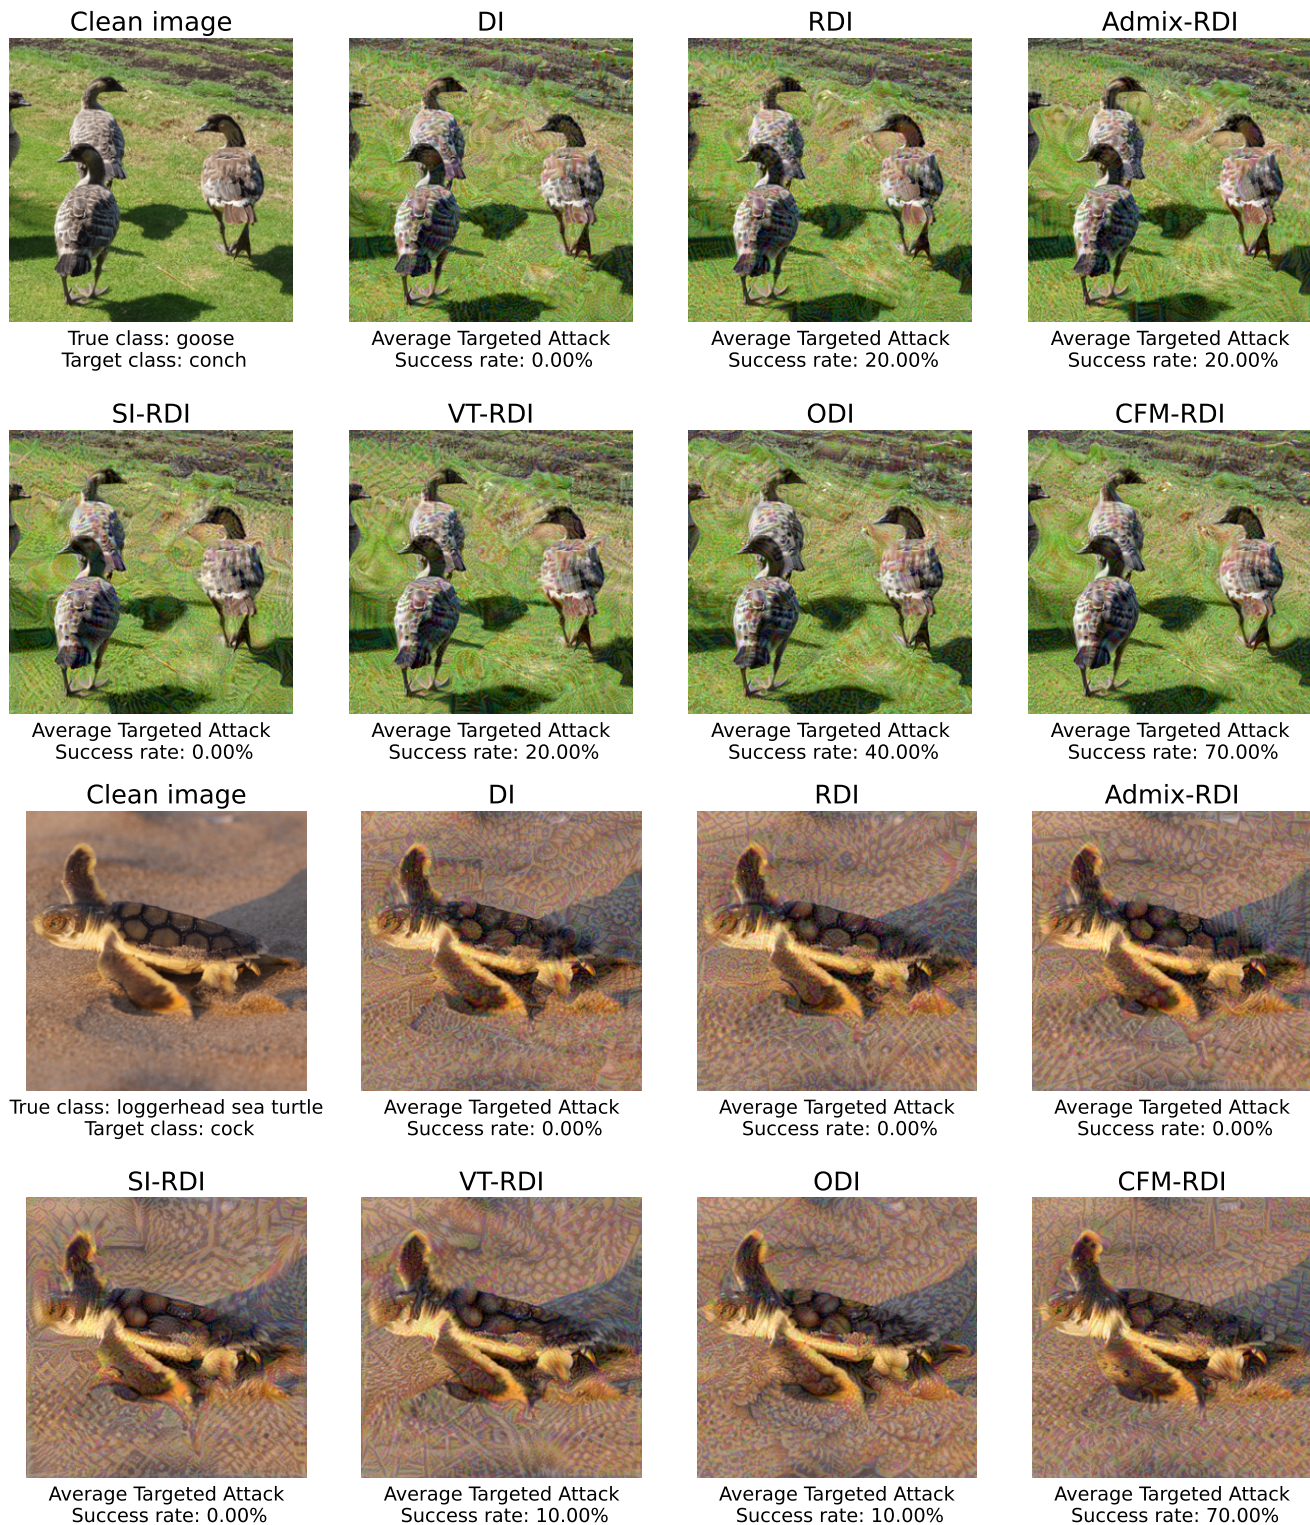 Clean image
DI
RDI
Admix-RDI
True class: goose
Target class: conch
Average Targeted Attack
Success rate: 0.00%
Average Targeted Attack
Success rate: 20.00%
Average Targeted Attack
Success rate: 20.00%
SI-RDI
VT-RDI
ODI
CFM-RDI
Average Targeted Attack
Success rate: 0.00%
Average Targeted Attack
Success rate: 20.00%
Average Targeted Attack
Success rate: 40.00%
Average Targeted Attack
Success rate: 70.00%
Clean image
DI
RDI
Admix-RDI
True class: loggerhead sea turtle
Target class: cock
Average Targeted Attack
Success rate: 0.00%
Average Targeted Attack
Success rate: 0.00%
Average Targeted Attack
Success rate: 0.00%
SI-RDI
VT-RDI
ODI
CFM-RDI
Average Targeted Attack
Success rate: 0.00%
Average Targeted Attack
Success rate: 10.00%
Average Targeted Attack
Success rate: 10.00%
Average Targeted Attack
Success rate: 70.00%